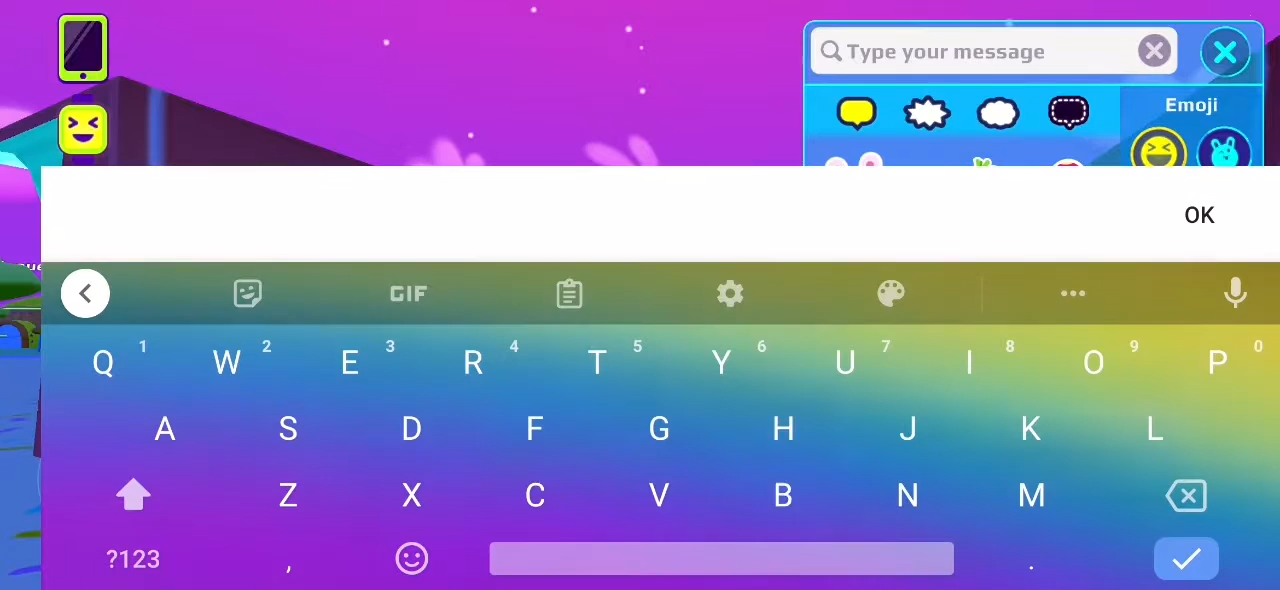 Type your message
Emoji
OK
GIF
Q 1 W 2 E 3 R 4 T 5 Y 6 U 7 I 8 O 9 P 0
A S D F G H J K L
Z X C V B N M
?123 , .